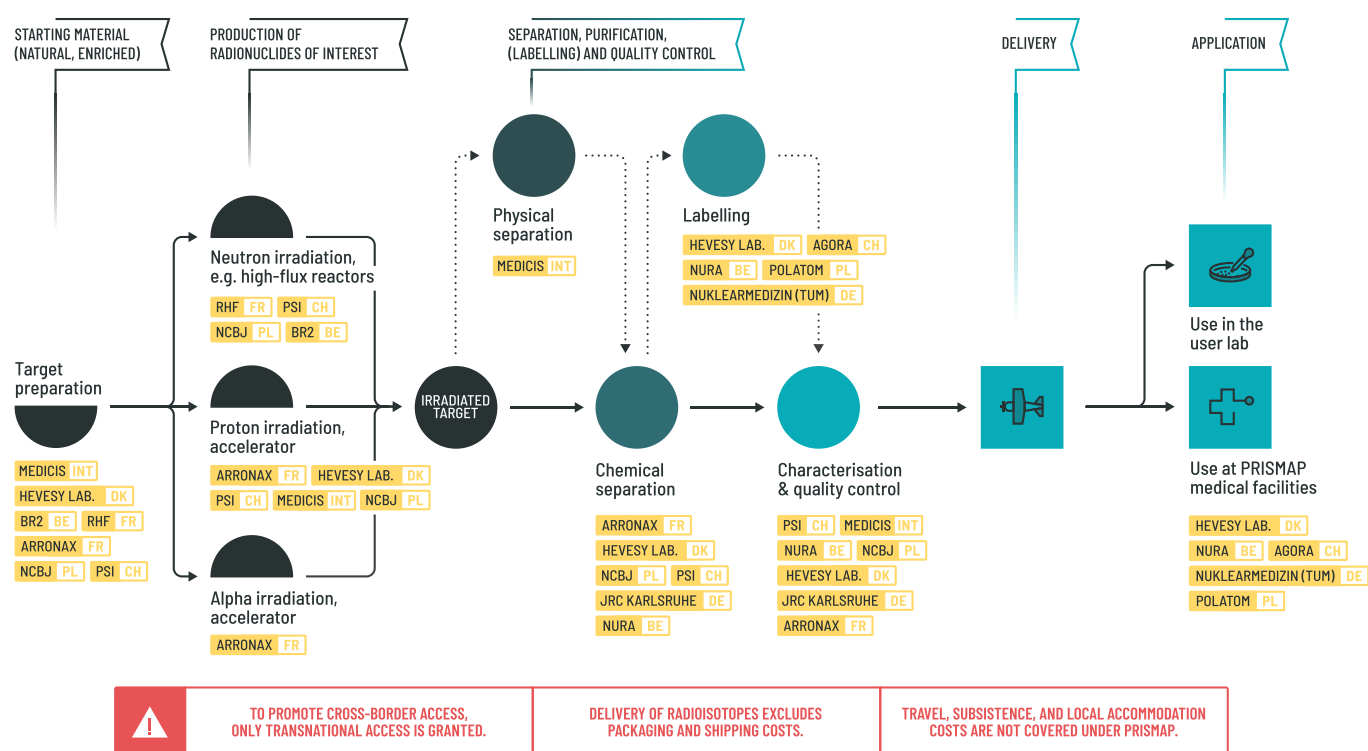 STARTING MATERIAL
(NATURAL, ENRICHED)
PRODUCTION OF
RADIONUCLIDES OF INTEREST
SEPARATION, PURIFICATION,
(LABELLING) AND QUALITY CONTROL
DELIVERY
APPLICATION
Target
preparation
MEDICIS INT
HEVESY LAB. DK
BR2 BE RHF FR
ARRONAX FR
NCBJ PL PSI CH
Neutron irradiation,
e.g. high-flux reactors
RHF FR PSI CH
NCBJ PL BR2 BE
Proton irradiation,
accelerator
ARRONAX FR HEVESY LAB. DK
PSI CH MEDICIS INT NCBJ PL
Alpha irradiation,
accelerator
ARRONAX FR
IRRADIATED
TARGET
Physical
separation
MEDICIS INT
Labelling
HEVESY LAB. DK AGORA CH
NURA BE POLATOM PL
NUKLEARMEDIZIN (TUM) DE
Chemical
separation
ARRONAX FR
HEVESY LAB. DK
NCBJ PL PSI CH
JRC KARLSRUHE DE
NURA BE
Characterisation
& quality control
PSI CH MEDICIS INT
NURA BE NCBJ PL
HEVESY LAB. DK
JRC KARLSRUHE DE
ARRONAX FR
Use in the
user lab
Use at PRISMAP
medical facilities
HEVESY LAB. DK
NURA BE AGORA CH
NUKLEARMEDIZIN (TUM) DE
POLATOM PL
TO PROMOTE CROSS-BORDER ACCESS,
ONLY TRANSNATIONAL ACCESS IS GRANTED.
DELIVERY OF RADIOISOTOPES EXCLUDES
PACKAGING AND SHIPPING COSTS.
TRAVEL, SUBSISTENCE, AND LOCAL ACCOMMODATION
COSTS ARE NOT COVERED UNDER PRISMAP.